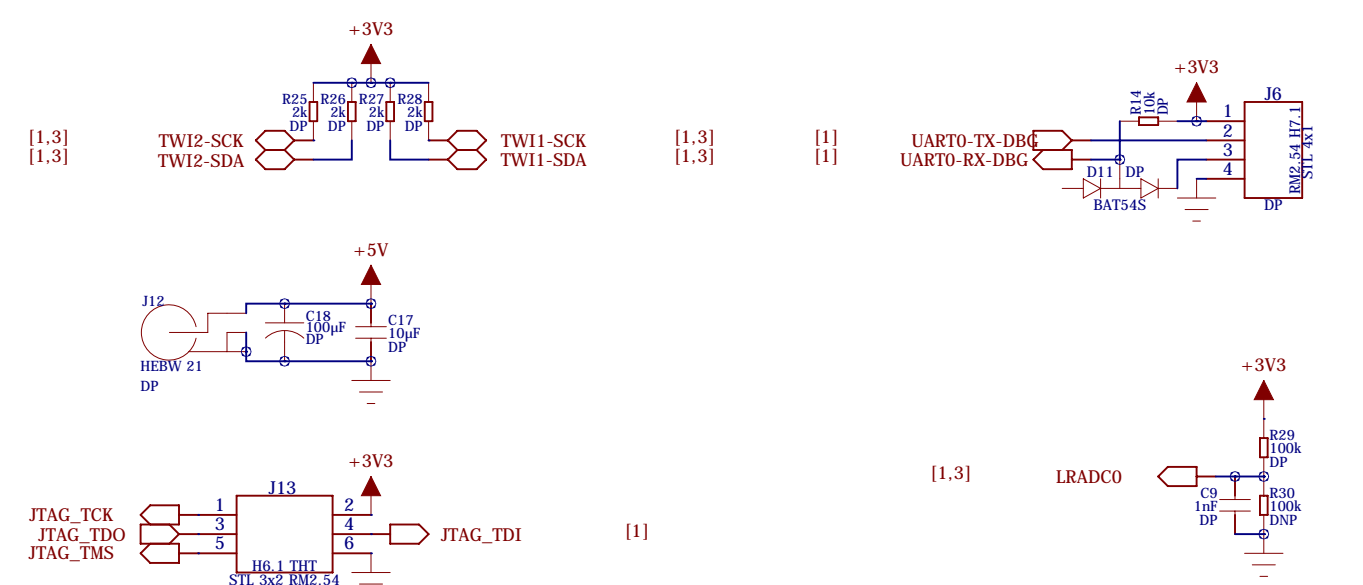 +3V3
R25
2k
DP
R26
2k
DP
R27
2k
DP
R28
2k
DP
[1,3]
[1,3]
TWI2-SCK
TWI2-SDA
TWI1-SCK
TWI1-SDA
[1,3]
[1,3]
+3V3
R14
10k
DP
J6
1
2
3
4
RM2.54 H7.1
STL 4x1
DP
[1]
[1]
UART0-TX-DBG
UART0-RX-DBG
D11
DP
BAT54S
+5V
J12
HEBW 21
DP
C18
100µF
DP
C17
10µF
DP
+3V3
J13
1
3
5
2
4
6
H6.1 THT
STL 3x2 RM2.54
JTAG_TCK
JTAG_TDO
JTAG_TMS
JTAG_TDI
[1]
+3V3
R29
100k
DP
[1,3]
LRADC0
C9
1nF
DP
R30
100k
DNP